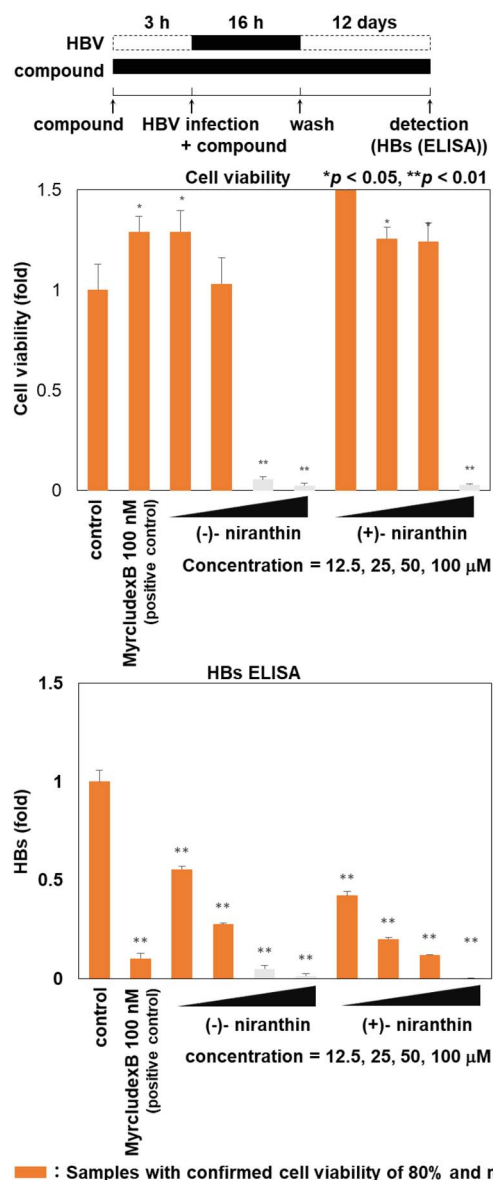 3 h 16 h 12 days
HBV
compound
compound HBV infection wash detection
+ compound (HBs (ELISA))
Cell viability *p < 0.05, **p < 0.01
1.5
* * * *
1
Cell viability (fold)
0.5
** ** **
0
control
MyrcludexB 100 nM
(positive control)
(-)- niranthin (+)- niranthin
Concentration = 12.5, 25, 50, 100 μM
HBs ELISA
1.5
1
HBs (fold)
0.5
** ** ** ** ** ** ** ** **
0
control
MyrcludexB 100 nM
(positive control)
(-)- niranthin (+)- niranthin
concentration = 12.5, 25, 50, 100 μM
: Samples with confirmed cell viability of 80% and